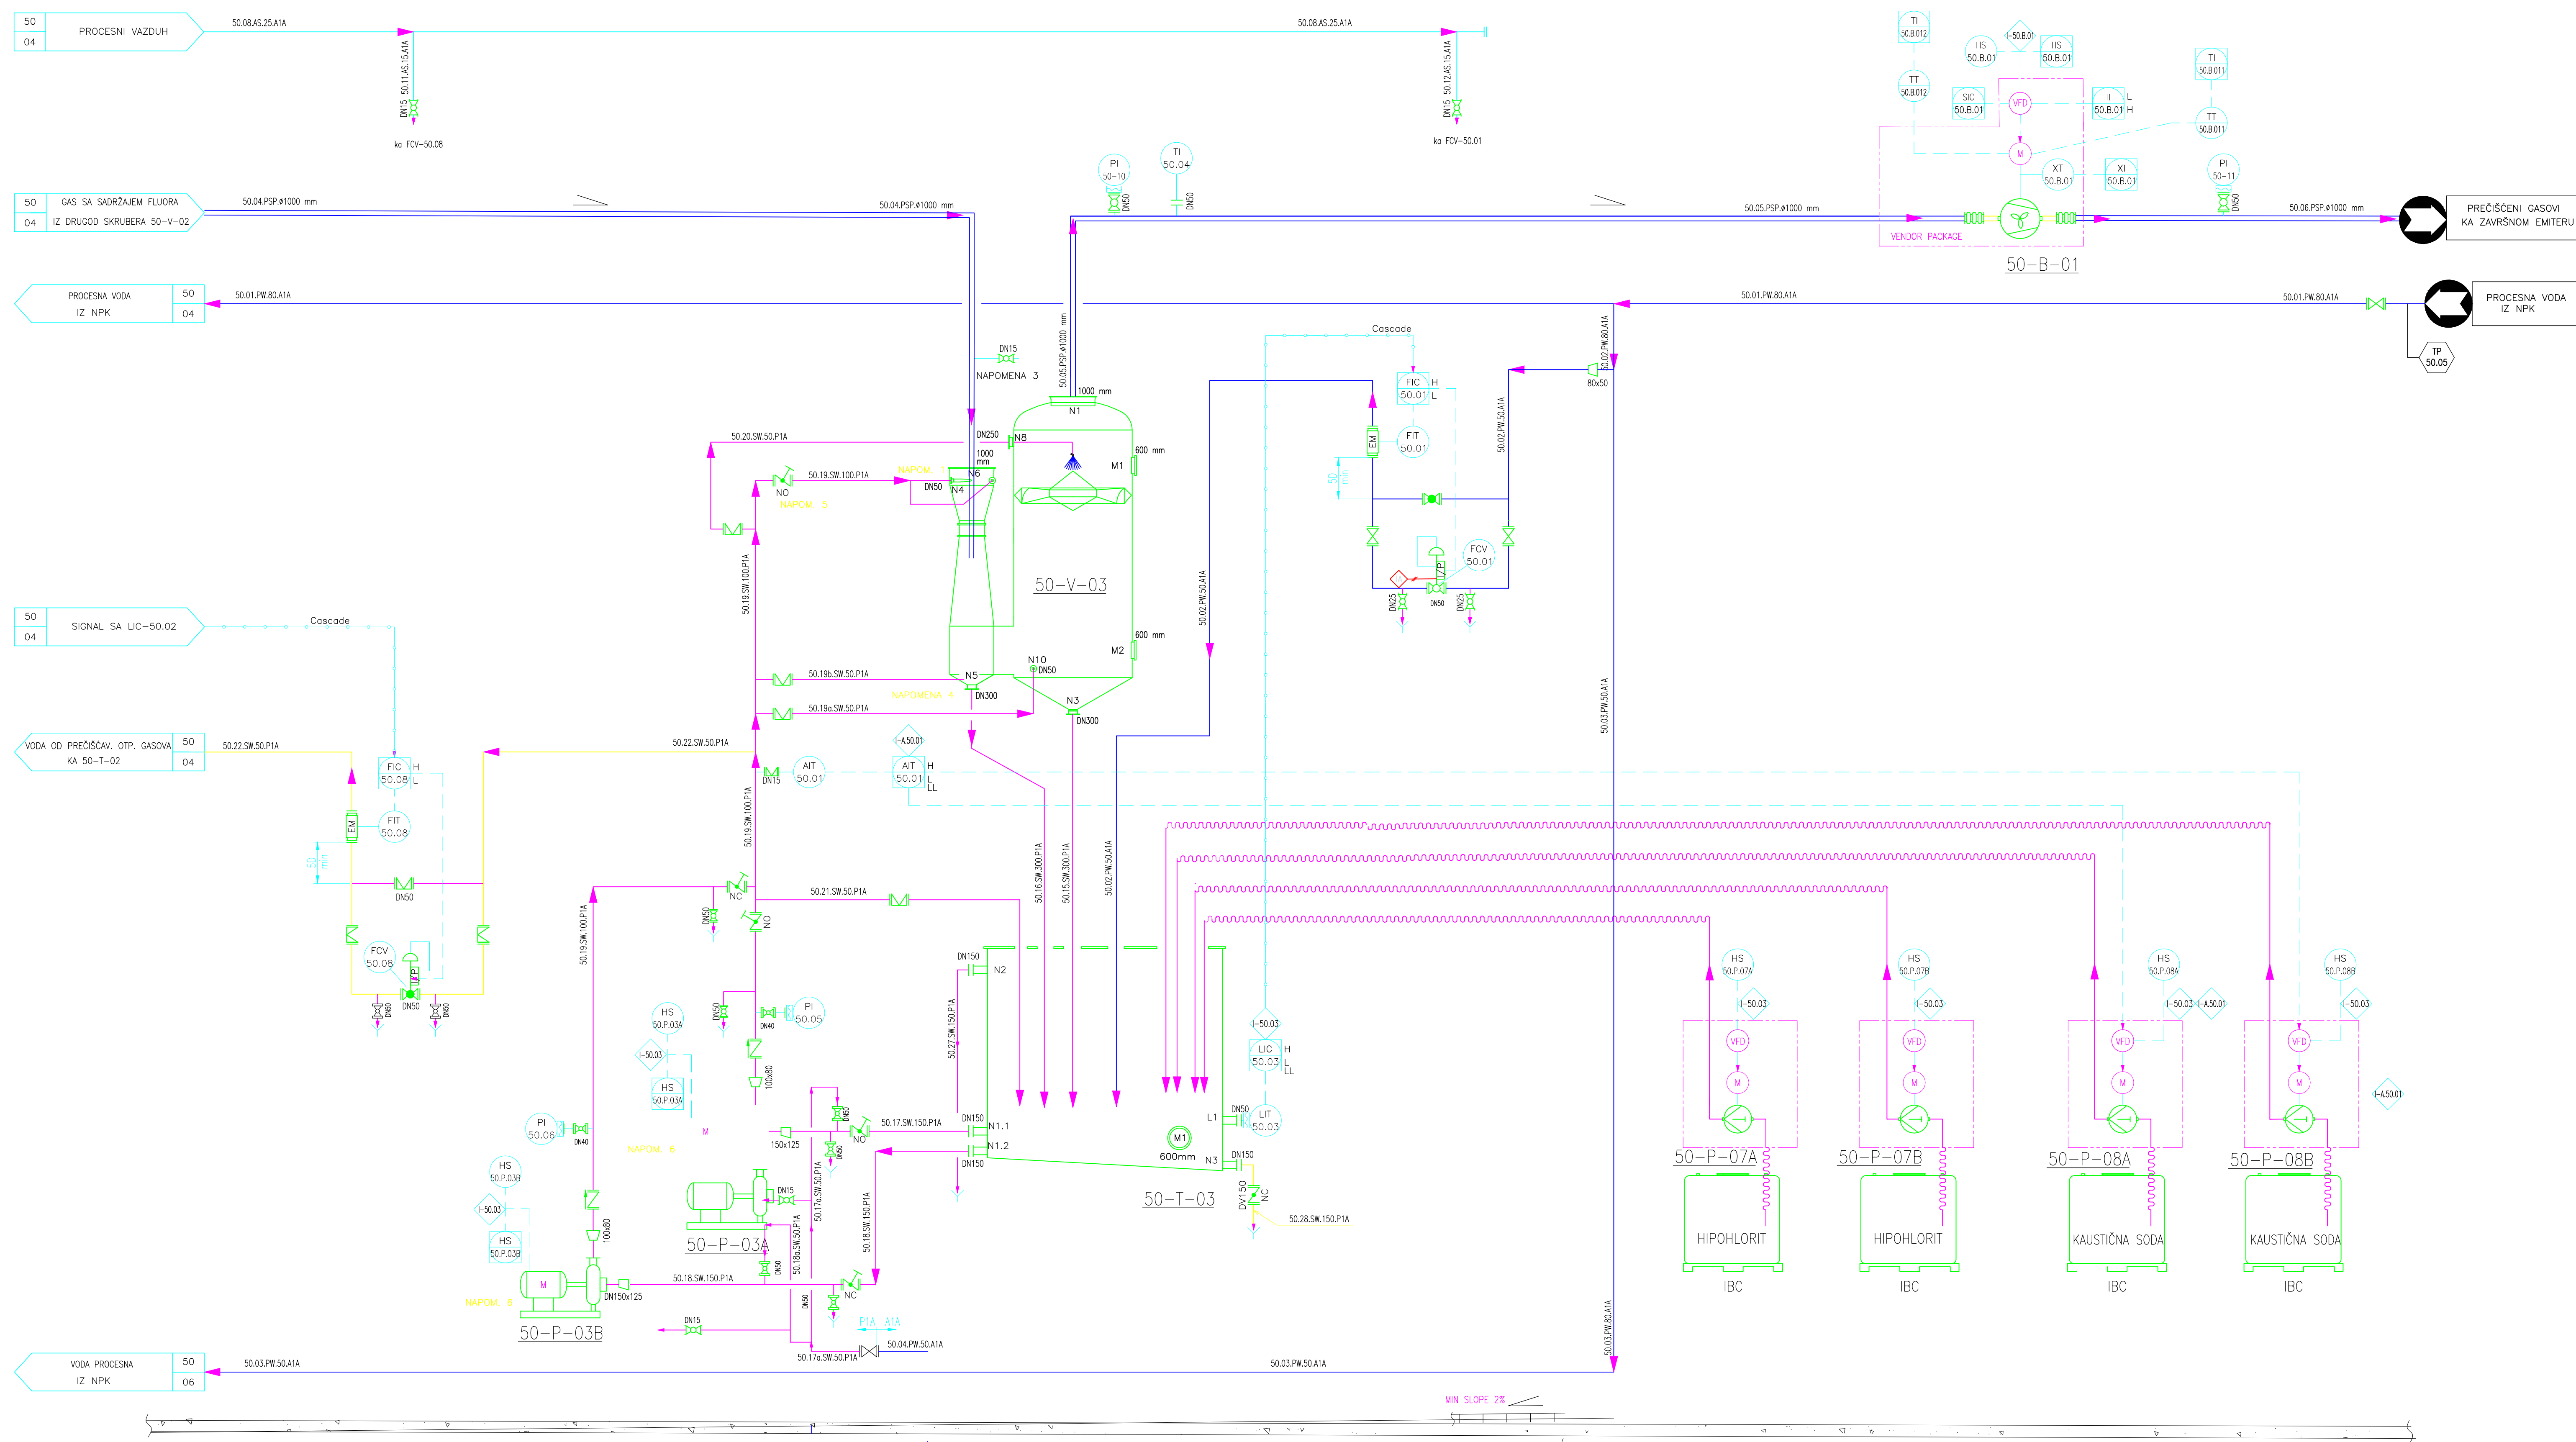 50
04
PROCESNI VAZDUH
50.08.AS.25.A1A
50.08.AS.25.A1A
50.11.AS.15.A1A
DN15
ka FCV-50.08
50.12.AS.15.A1A
DN15
ka FCV-50.01
TI
50.B.012
TT
50.B.012
HS
50.B.01
I-50.B.01
HS
50.B.01
SIC
50.B.01
VFD
II
50.B.01
L
H
TI
50.B.011
TT
50.B.011
M
XT
50.B.01
XI
50.B.01
VENDOR PACKAGE
50-B-01
PI
50-10
DN50
TI
50.04
DN50
PI
50-11
DN50
50
04
GAS SA SADRŽAJEM FLUORA
IZ DRUGOD SKRUBERA 50-V-02
50.04.PSP.ø1000 mm
50.04.PSP.ø1000 mm
50.05.PSP.ø1000 mm
50.06.PSP.ø1000 mm
PREČIŠĆENI GASOVI
KA ZAVRŠNOM EMITERU
PROCESNA VODA
IZ NPK
50
04
50.01.PW.80.A1A
50.01.PW.80.A1A
50.01.PW.80.A1A
PROCESNA VODA
IZ NPK
TP
50.05
DN15
NAPOMENA 3
50.05.PSP.ø1000 mm
1000 mm
N1
Cascade
FIC
50.01
H
L
FIT
50.01
EM
5D
min
50.02.PW.80.A1A
80x50
50.02.PW.50.A1A
FCV
50.01
I/P
DN50
DN25
DN25
50.20.SW.50.P1A
DN250
N8
1000
mm
N6
NAPOM. 1
DN50
N4
50.19.SW.100.P1A
NO
NAPOM. 5
M1
600 mm
50-V-03
600 mm
M2
50.19.SW.100.P1A
50.02.PW.50.A1A
50
04
SIGNAL SA LIC-50.02
Cascade
N10
DN50
N5
DN300
NAPOMENA 4
N3
DN300
50.19b.SW.50.P1A
50.19a.SW.50.P1A
50.03.PW.50.A1A
VODA OD PREČIŠĆAV. OTP. GASOVA
KA 50-T-02
50
04
50.22.SW.50.P1A
50.22.SW.50.P1A
FIC
50.08
H
L
FIT
50.08
EM
5D
min
DN50
FCV
50.08
I/P
DN50
DN50
DN50
DN15
AIT
50.01
I-A.50.01
AIT
50.01
H
L
LL
50.19.SW.100.P1A
50.16.SW.300.P1A
50.15.SW.300.P1A
50.02.PW.50.A1A
NC
DN50
50.21.SW.50.P1A
NO
50.19.SW.100.P1A
DN50
DN40
PI
50.05
100x80
HS
50.P.03A
I-50.03
HS
50.P.03A
M
NAPOM. 6
DN150
N2
50.27.SW.150.P1A
I-50.03
LIC
50.03
H
L
LL
LIT
50.03
L1
DN50
M1
600mm
N3
DN150
DV150
NC
50.28.SW.150.P1A
50-T-03
DN150
N1.1
N1.2
DN150
50.17.SW.150.P1A
NO
150x125
DN50
DN50
PI
50.06
DN40
HS
50.P.03B
I-50.03
HS
50.P.03B
100x80
M
NAPOM. 6
DN150x125
50-P-03B
50-P-03A
DN15
50.17a.SW.50.P1A
50.18a.SW.50.P1A
50.18.SW.150.P1A
DN50
50.18.SW.150.P1A
NC
DN50
DN50
DN15
P1A
A1A
50.17a.SW.50.P1A
50.04.PW.50.A1A
HS
50.P.07A
I-50.03
VFD
M
50-P-07A
HIPOHLORIT
IBC
HS
50.P.07B
I-50.03
VFD
M
50-P-07B
HIPOHLORIT
IBC
HS
50.P.08A
I-50.03
I-A.50.01
VFD
M
50-P-08A
KAUSTIČNA SODA
IBC
HS
50.P.08B
I-50.03
VFD
M
I-A.50.01
50-P-08B
KAUSTIČNA SODA
IBC
VODA PROCESNA
IZ NPK
50
06
50.03.PW.50.A1A
50.03.PW.50.A1A
50.03.PW.80.A1A
MIN SLOPE 2%